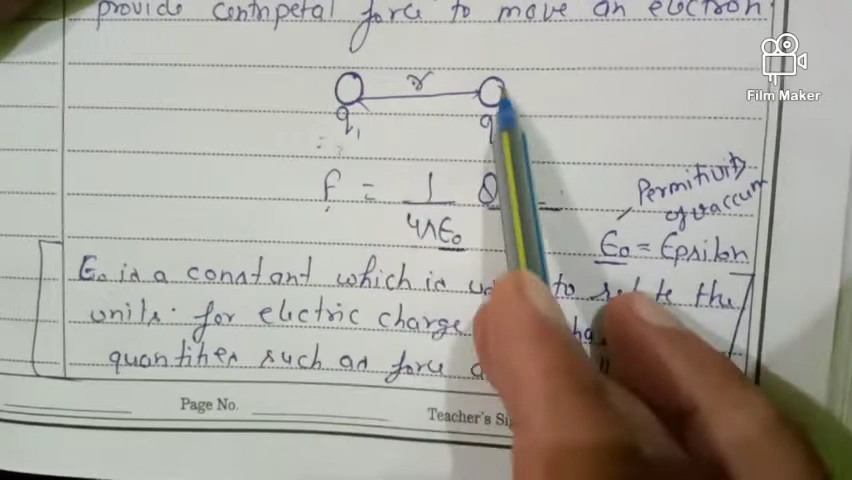 provide centripetal force to move an electron
Film Maker
r
q1 q
F = 1
4πε0
Permitivity
of vaccum
ε0 = Epsilon
ε0 is a constant which is to the
units. for electric charge
quantities such as force
Page No.
Teacher's